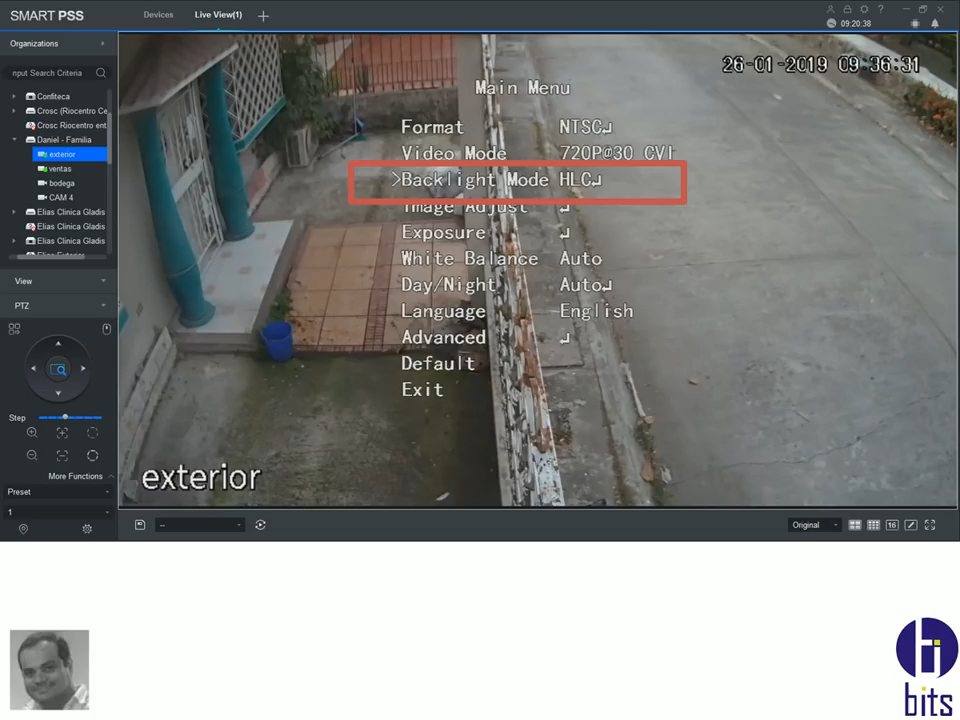 SMART PSS
Devices
Live View(1)
09:20:38
Organizations
nput Search Criteria
Confiteca
Crosc (Riocentro Ce
Crosc Riocentro ent
Daniel - Familia
exterior
ventas
bodega
CAM 4
Elias Clinica Gladis
Elias Clinica Gladis
Elias Clinica Gladis
View
PTZ
Step
More Functions
Preset
1
26-01-2019 09:36:31
Main Menu
Format NTSC↵
Video Mode 720P@30 CVI
>Backlight Mode HLC↵
Image Adjust ↵
Exposure ↵
White Balance Auto
Day/Night Auto↵
Language English
Advanced ↵
Default
Exit
exterior
--
Original
16
hi
bits